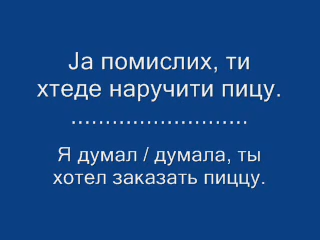 Ја помислих, ти
хтеде наручити пицу.
..........................
Я думал / думала, ты
хотел заказать пиццу.